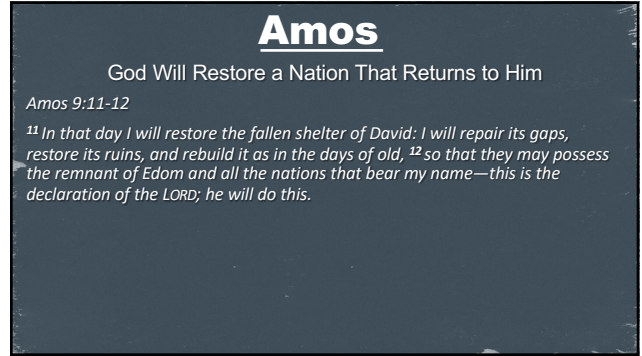 Amos
God Will Restore a Nation That Returns to Him
Amos 9:11-12
11 In that day I will restore the fallen shelter of David: I will repair its gaps,
restore its ruins, and rebuild it as in the days of old, 12 so that they may possess
the remnant of Edom and all the nations that bear my name—this is the
declaration of the LORD; he will do this.